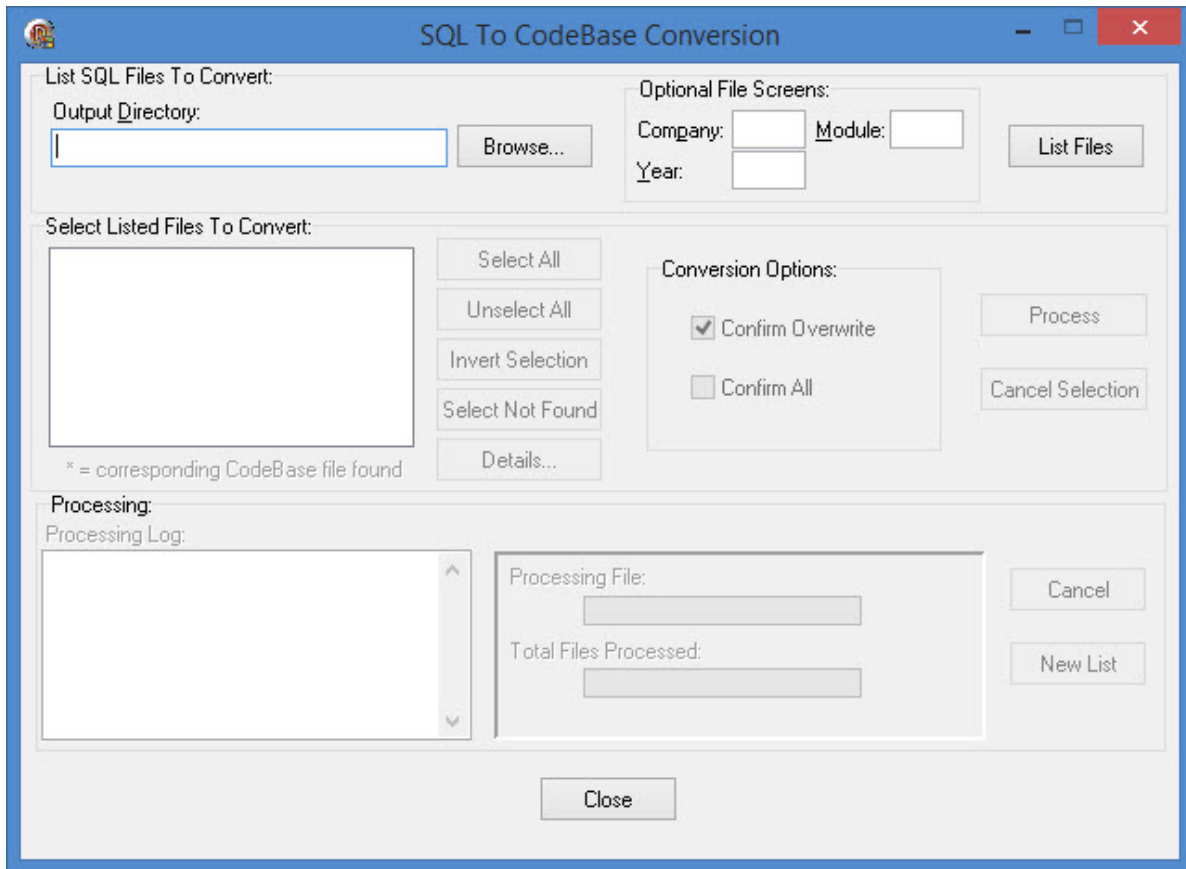 SQL To CodeBase Conversion
List SQL Files To Convert:
Output Directory:
Browse...
Optional File Screens:
Company:
Module:
Year:
List Files
Select Listed Files To Convert:
Select All
Unselect All
Invert Selection
Select Not Found
Details...
* = corresponding CodeBase file found
Conversion Options:
Confirm Overwrite
Confirm All
Process
Cancel Selection
Processing:
Processing Log:
Processing File:
Total Files Processed:
Cancel
New List
Close